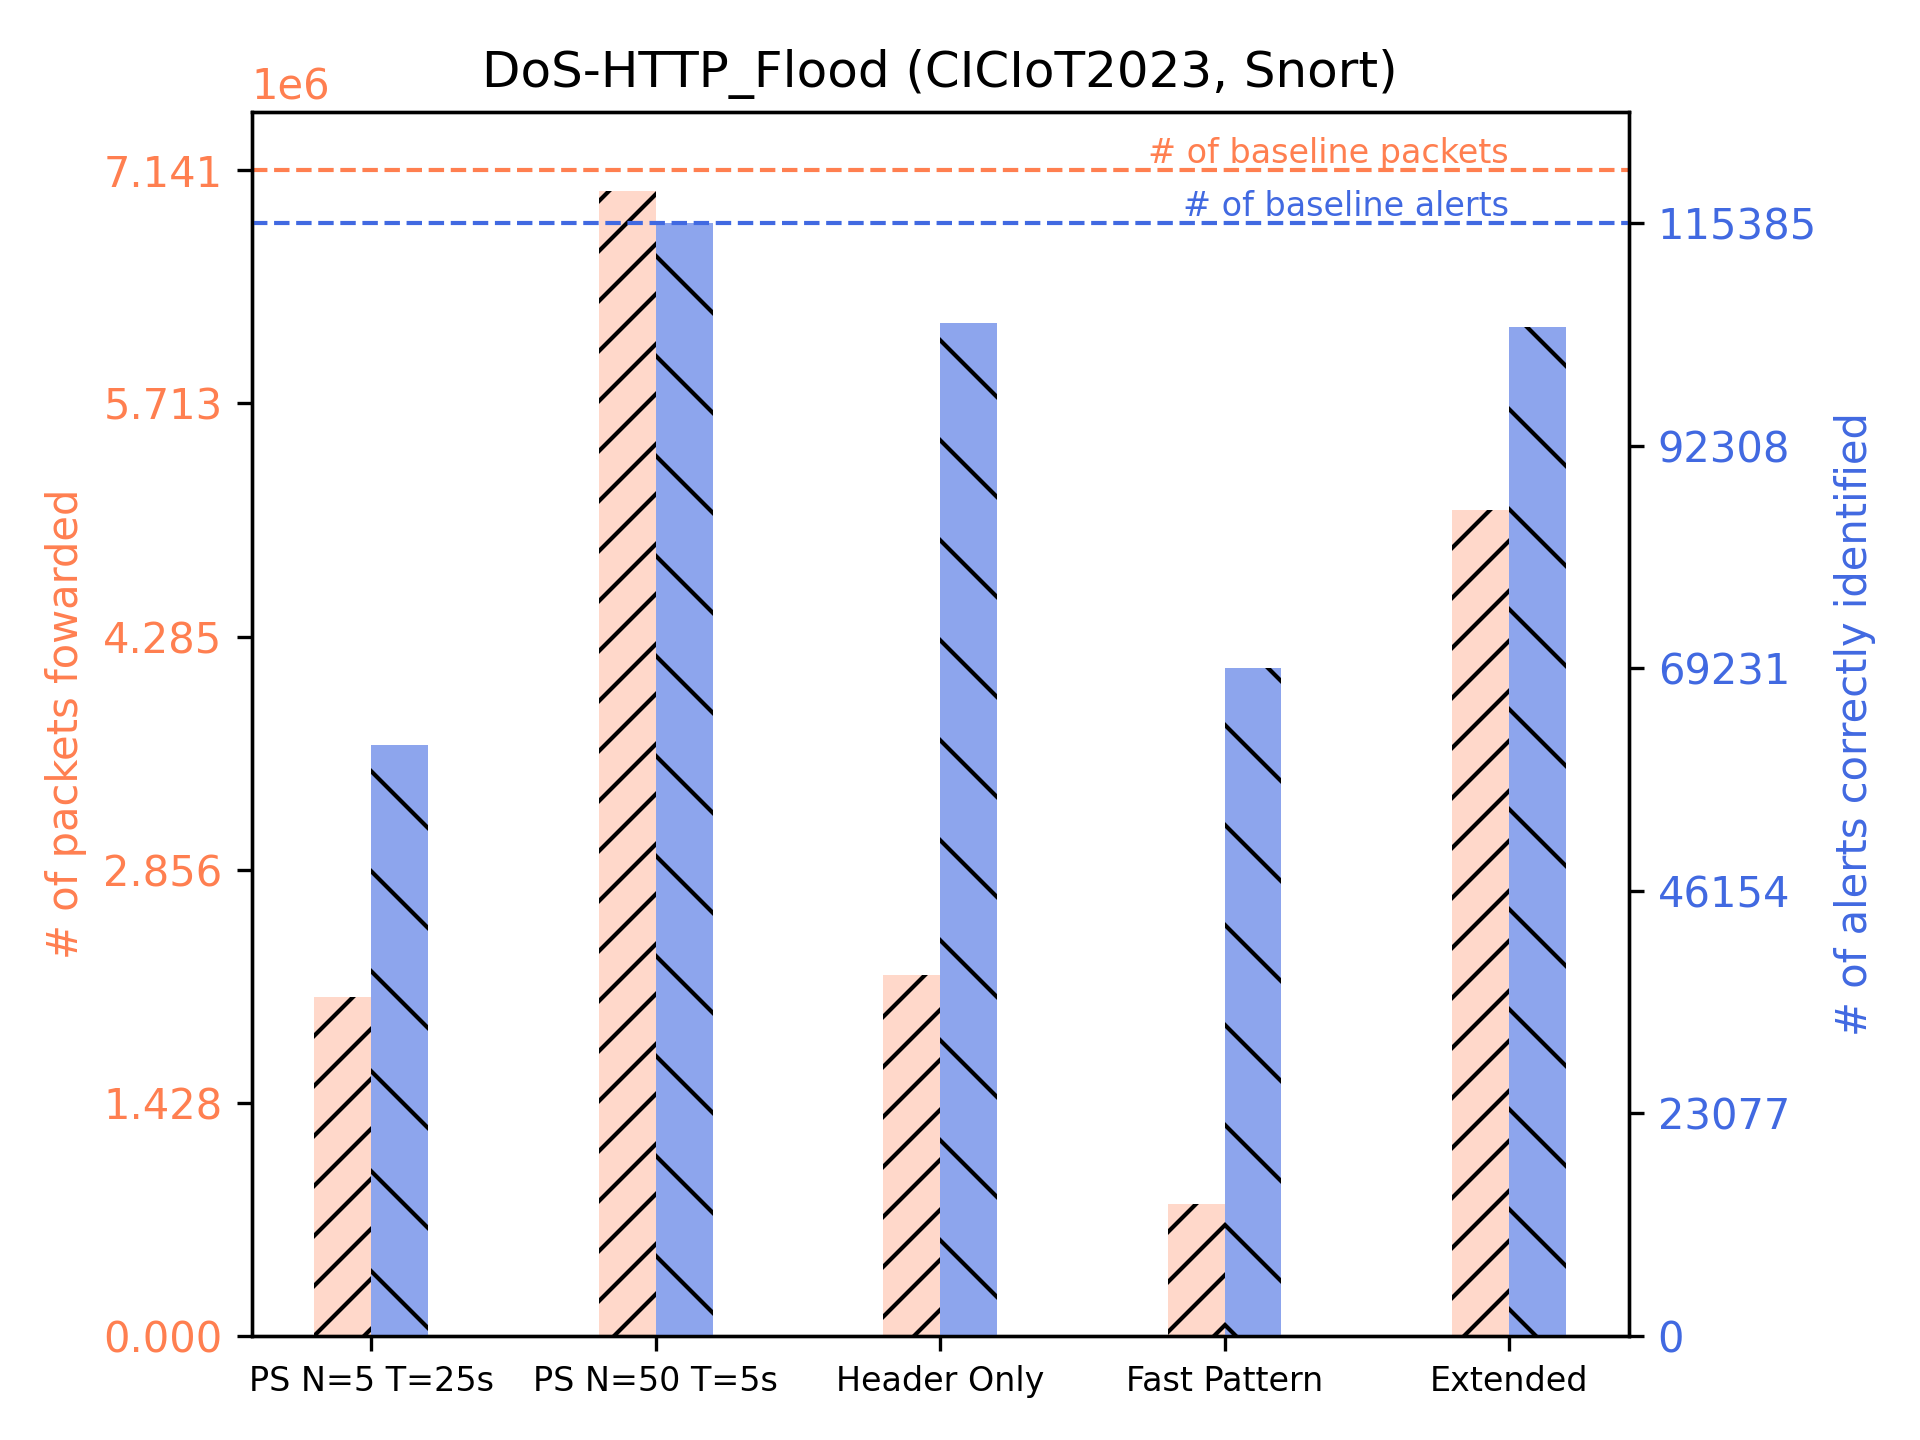 DoS-HTTP_Flood (CICIoT2023, Snort)
1e6
# of baseline packets
# of baseline alerts
7.141
5.713
4.285
2.856
1.428
0.000
# of packets fowarded
115385
92308
69231
46154
23077
0
# of alerts correctly identified
PS N=5 T=25s
PS N=50 T=5s
Header Only
Fast Pattern
Extended